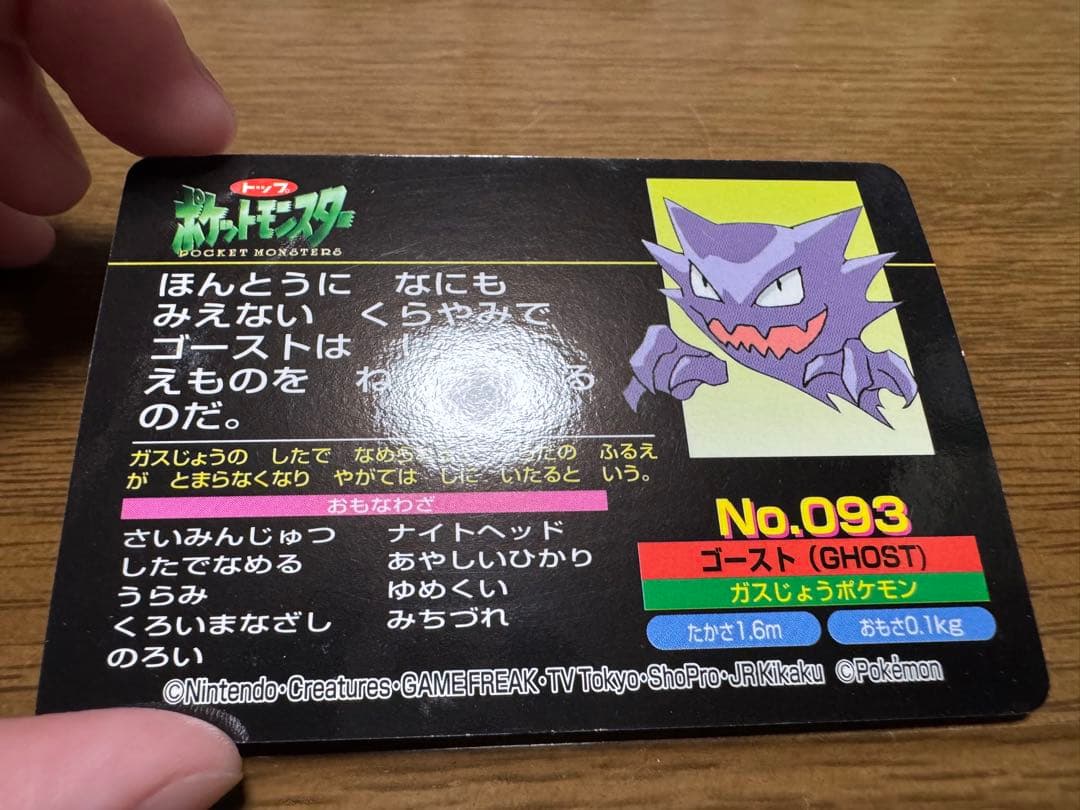 トップ
ポケットモンスター
POCKET MONSTERS
ほんとうに なにも
みえない くらやみで
ゴーストは
えものを ね る
のだ。
ガスじょうの したで なめら の ふるえ
が とまらなくなり やがては しに いたると いう。
おもなわざ
さいみんじゅつ ナイトヘッド
したでなめる あやしいひかり
うらみ ゆめくい
くろいまなざし みちづれ
のろい
No.093
ゴースト (GHOST)
ガスじょうポケモン
たかさ1.6m おもさ0.1kg
©Nintendo・Creatures・GAME FREAK・TV Tokyo・ShoPro・JR Kikaku ©Pokémon